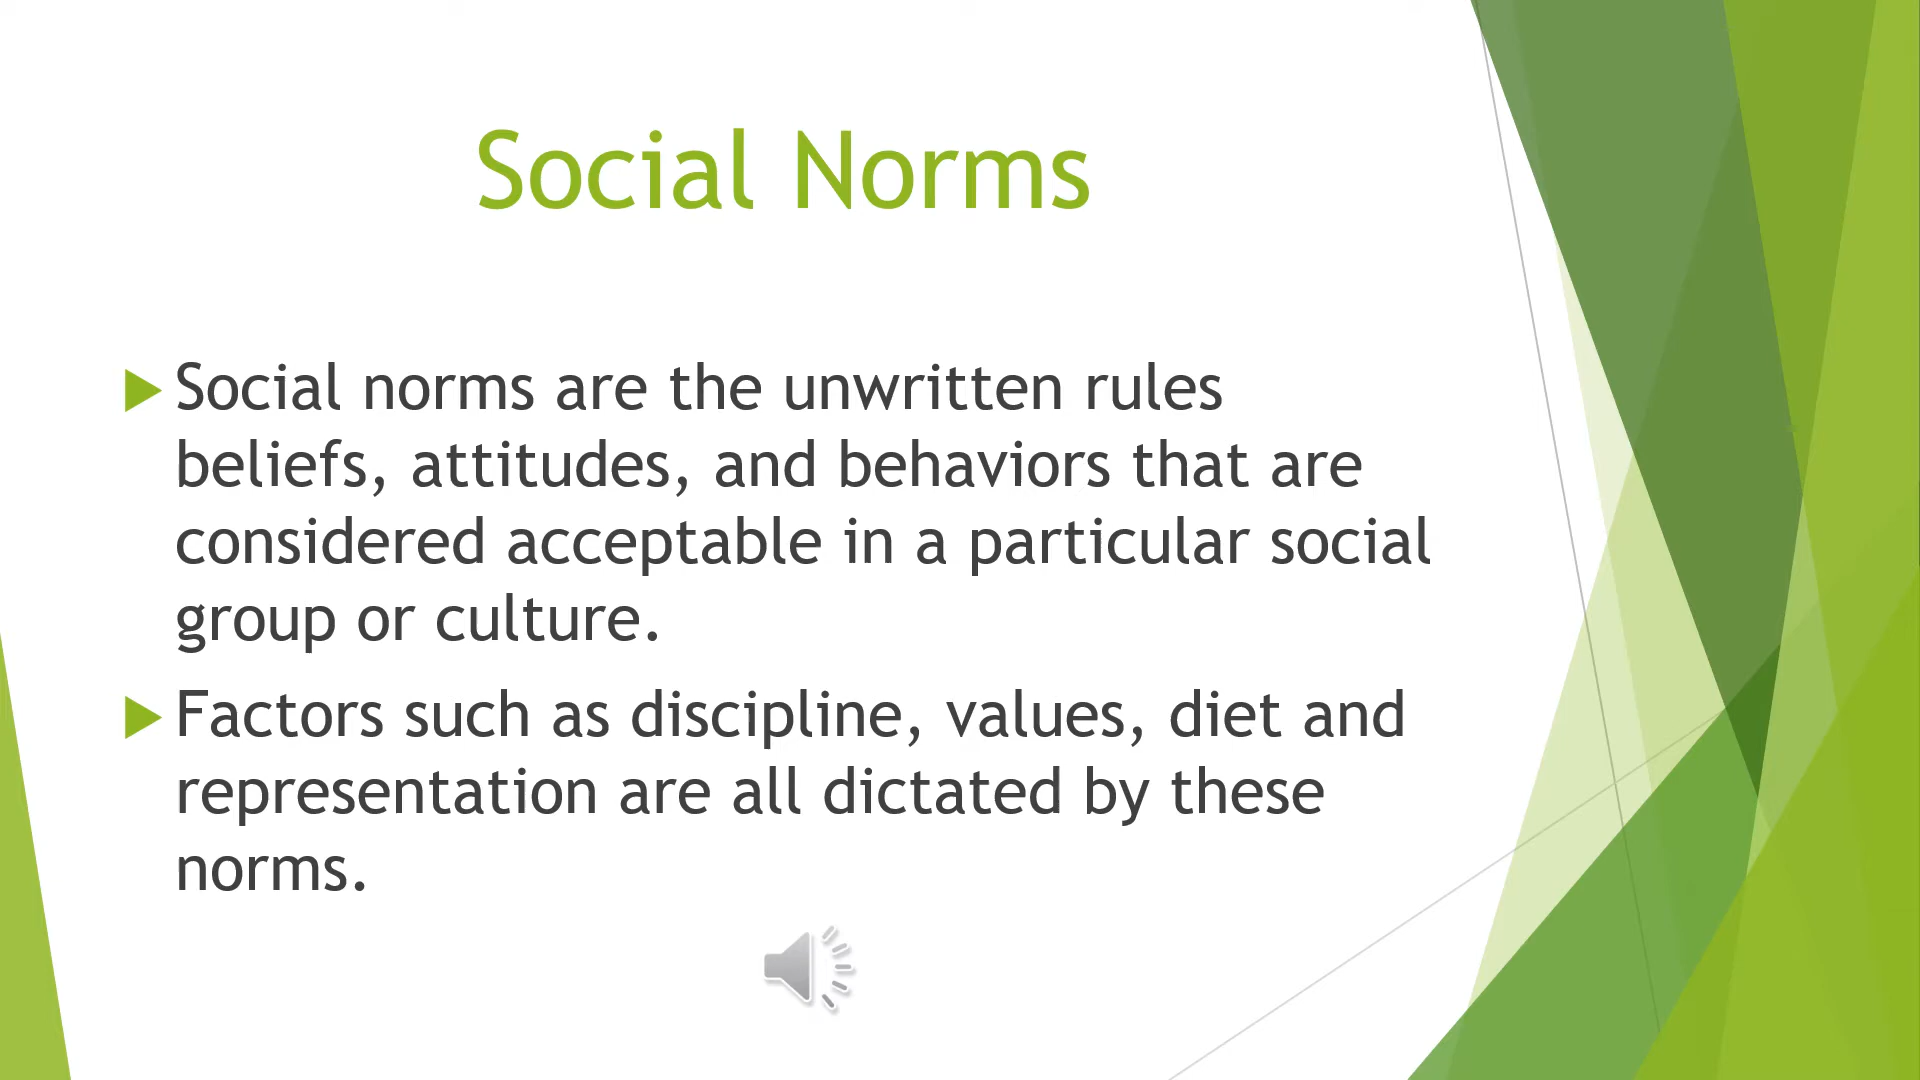 Social Norms
Social norms are the unwritten rules
beliefs, attitudes, and behaviors that are
considered acceptable in a particular social
group or culture.
Factors such as discipline, values, diet and
representation are all dictated by these
norms.